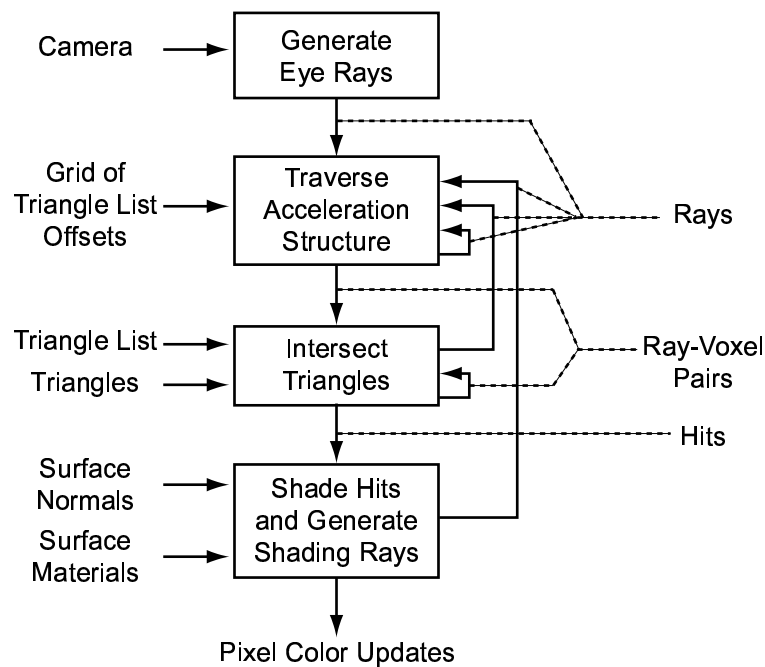 Camera
Generate
Eye Rays
Grid of
Triangle List
Offsets
Traverse
Acceleration
Structure
Rays
Triangle List
Triangles
Intersect
Triangles
Ray-Voxel
Pairs
Hits
Surface
Normals
Surface
Materials
Shade Hits
and Generate
Shading Rays
Pixel Color Updates